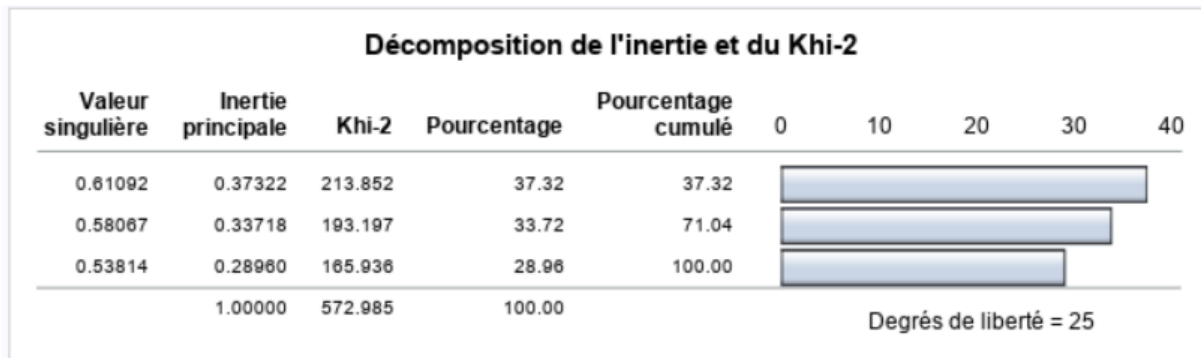 Décomposition de l'inertie et du Khi-2
Valeur singulière Inertie principale Khi-2 Pourcentage Pourcentage cumulé 0 10 20 30 40
0.61092 0.37322 213.852 37.32 37.32
0.58067 0.33718 193.197 33.72 71.04
0.53814 0.28960 165.936 28.96 100.00
1.00000 572.985 100.00
Degrés de liberté = 25